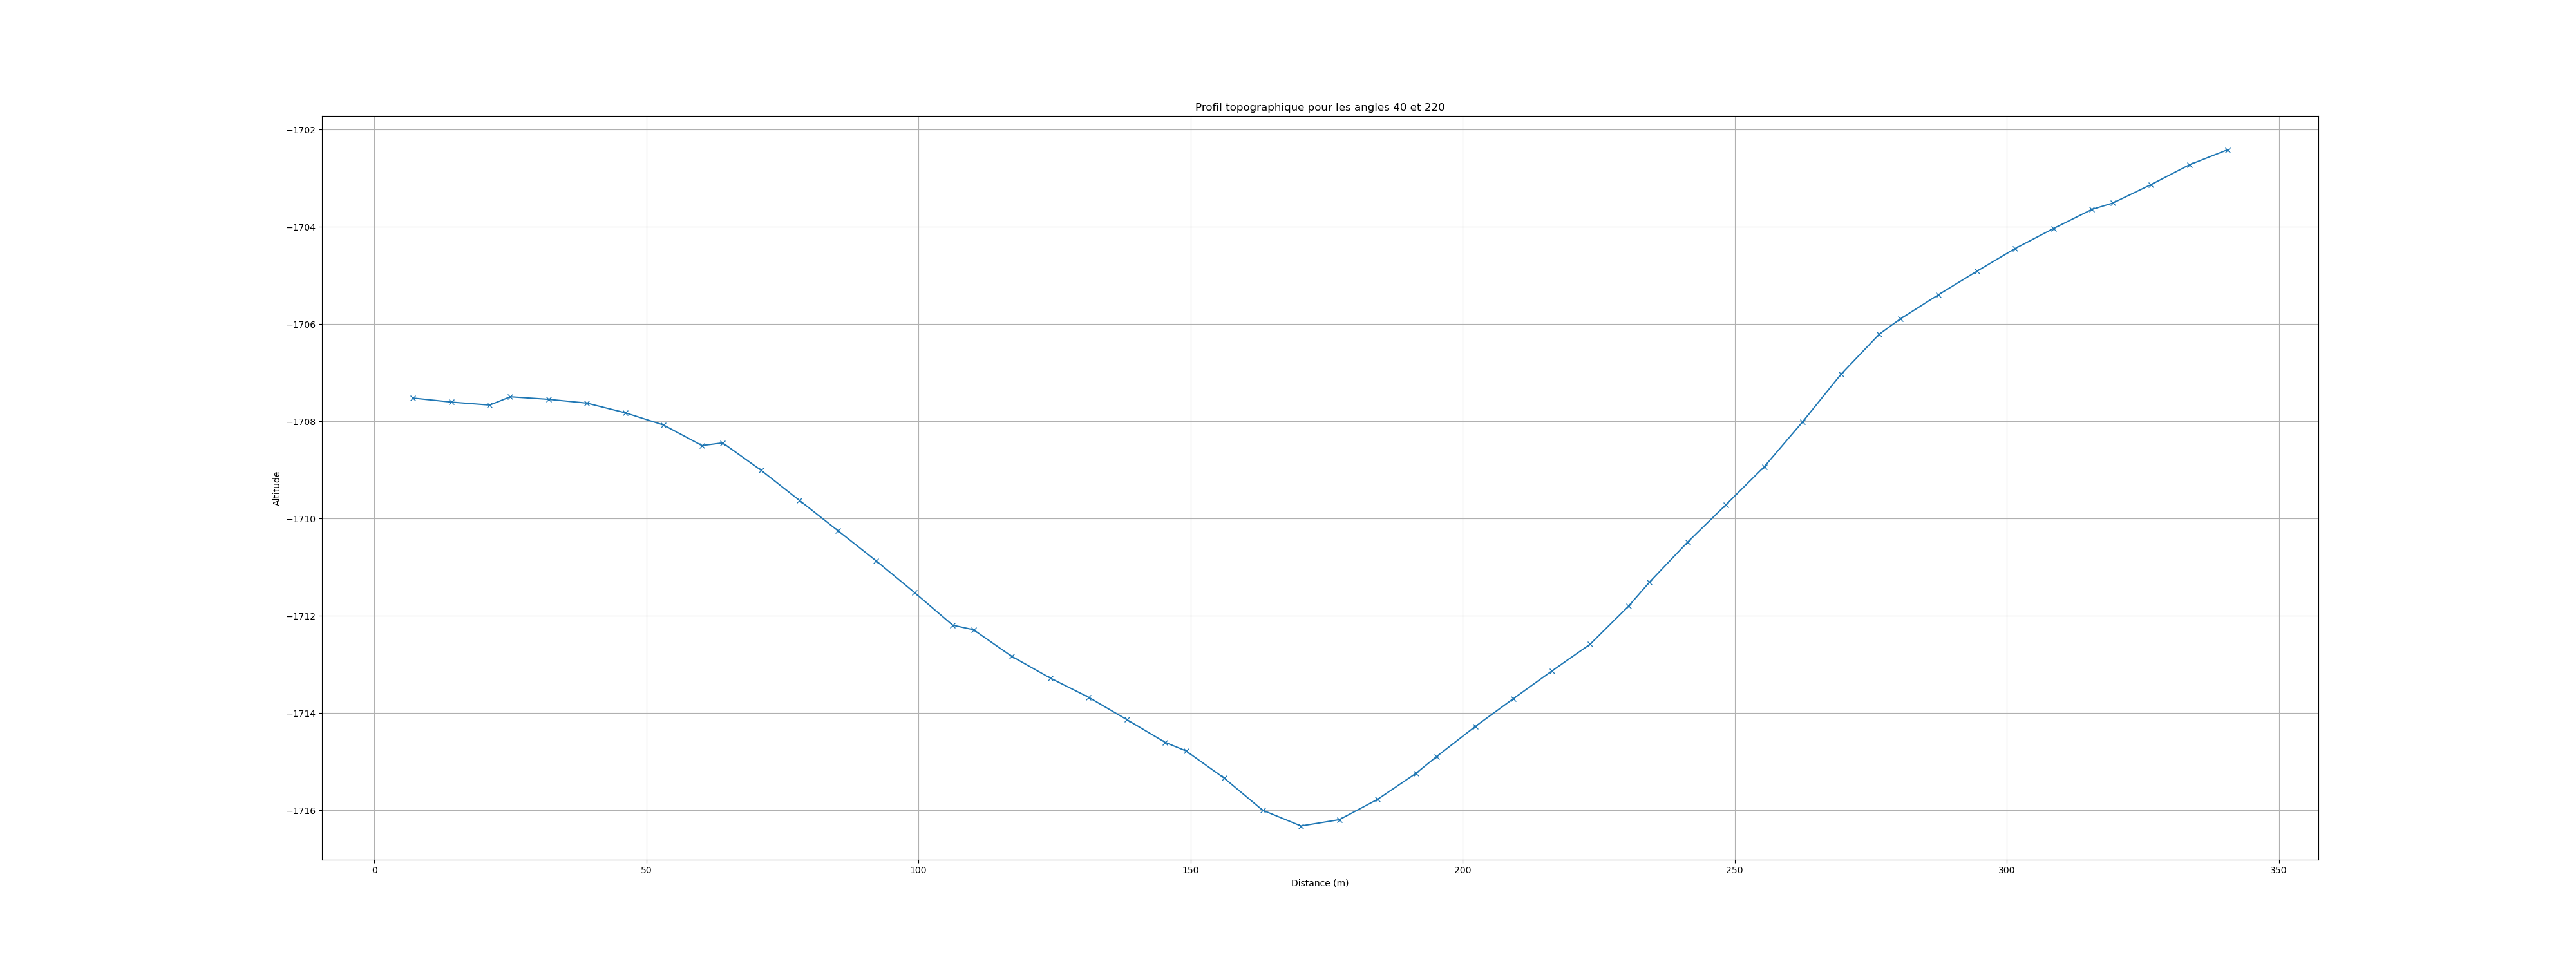 Profil topographique pour les angles 40 et 220
−1702
−1704
−1706
−1708
−1710
−1712
−1714
−1716
Altitude
0 50 100 150 200 250 300 350
Distance (m)